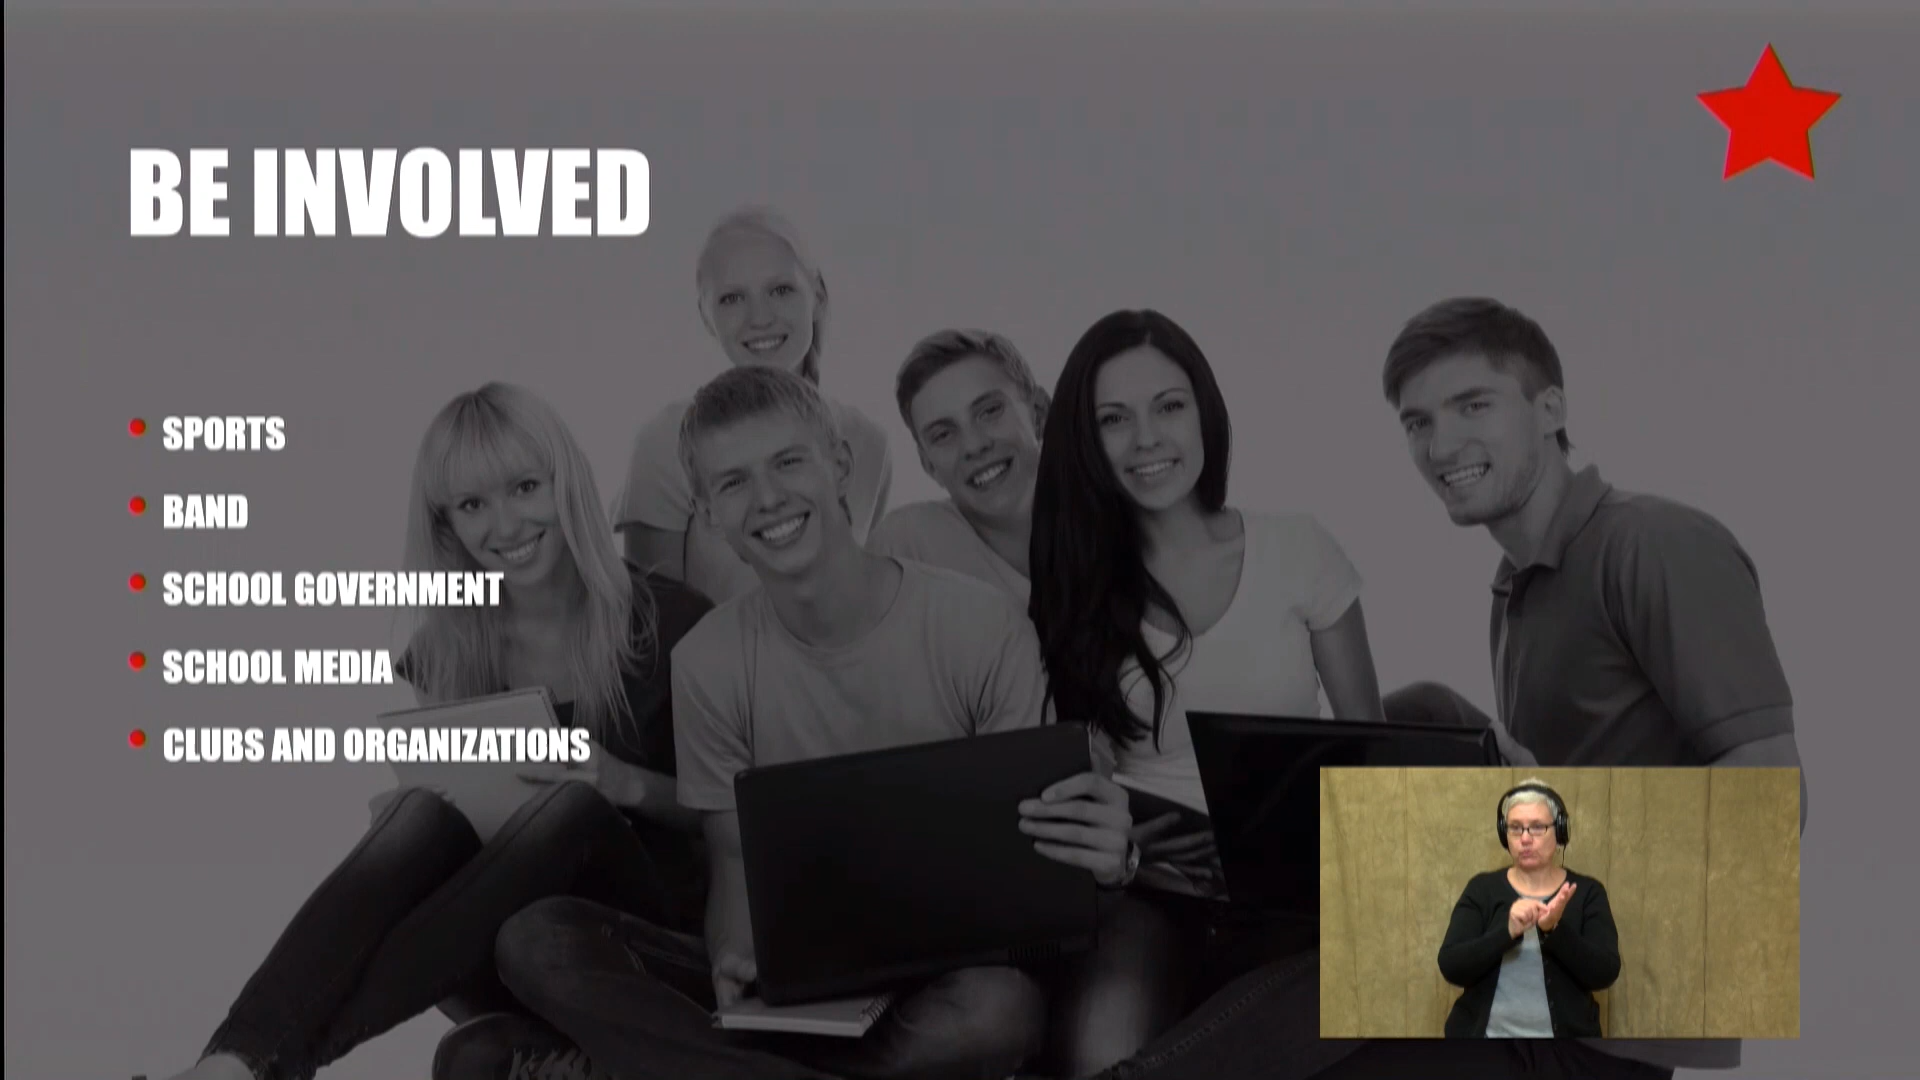 BE INVOLVED
SPORTS
BAND
SCHOOL GOVERNMENT
SCHOOL MEDIA
CLUBS AND ORGANIZATIONS